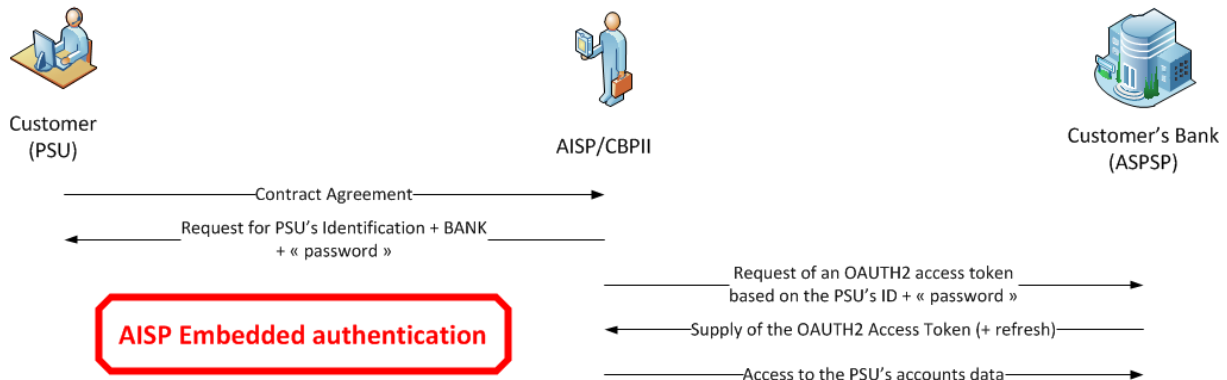 Customer
(PSU)
AISP/CBPII
Customer’s Bank
(ASPSP)
Contract Agreement
Request for PSU’s Identification + BANK
+ « password »
Request of an OAUTH2 access token
based on the PSU’s ID + « password »
AISP Embedded authentication
Supply of the OAUTH2 Access Token (+ refresh)
Access to the PSU’s accounts data